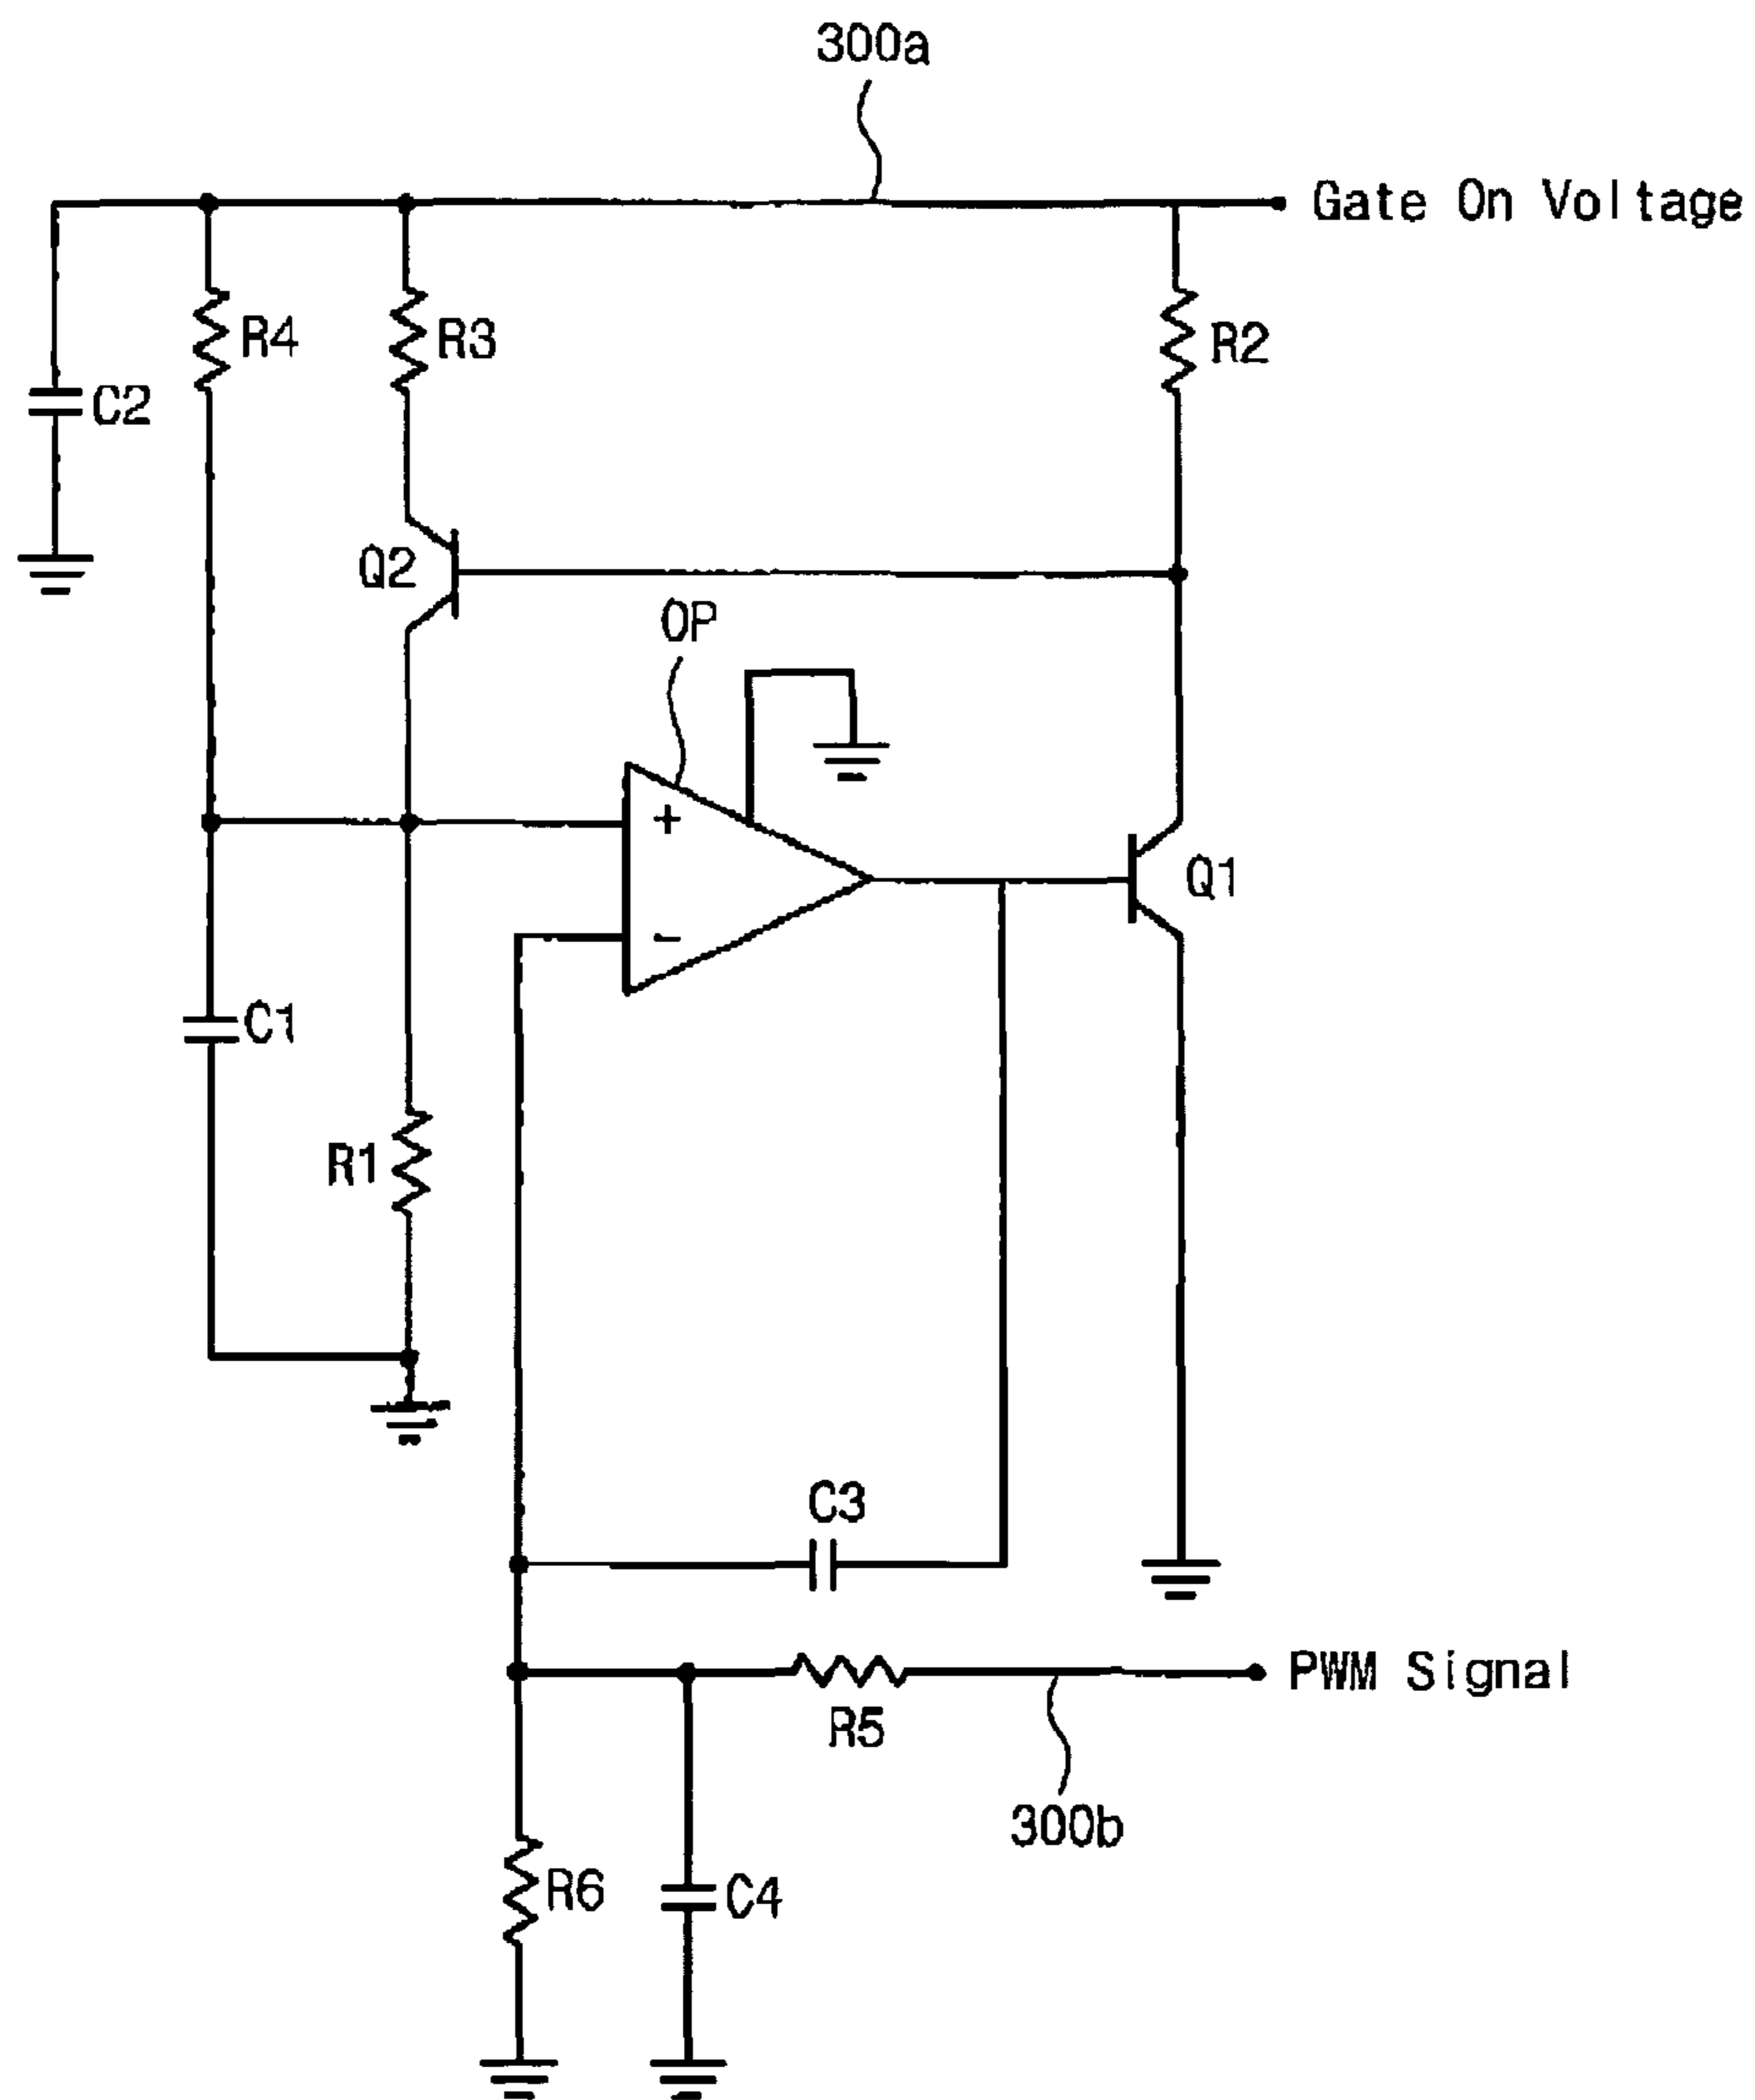 300a
Gate On Voltage
R4
R3
R2
C2
Q2
OP
+
Q1
-
C1
R1
C3
PWM Signal
R5
300b
R6
C4